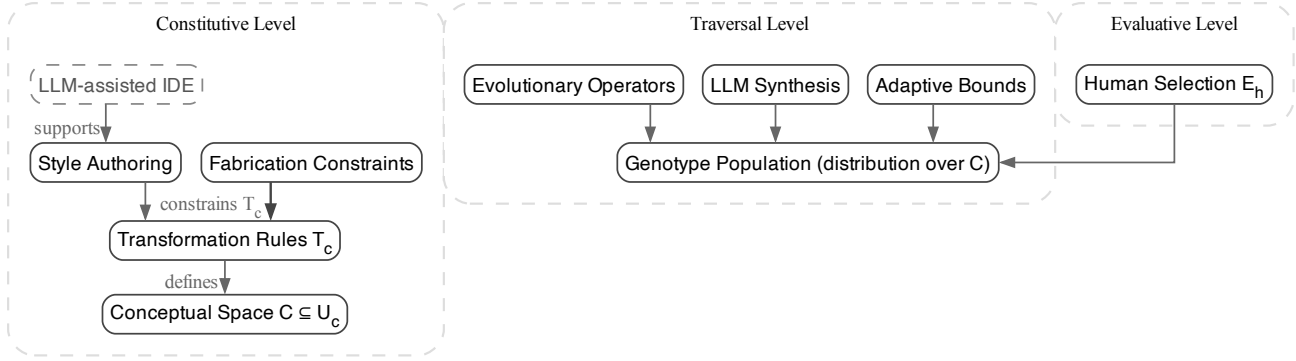 Constitutive Level
Traversal Level
Evaluative Level
LLM-assisted IDE
Evolutionary Operators
LLM Synthesis
Adaptive Bounds
Human Selection E_h
supports
Style Authoring
Fabrication Constraints
Genotype Population (distribution over C)
constrains T_c
Transformation Rules T_c
defines
Conceptual Space C ⊆ U_c